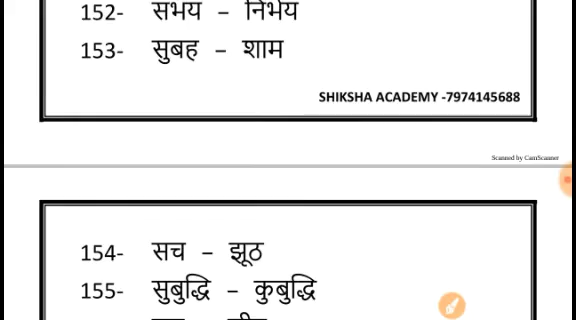 152- सभय – निर्भय
153- सुबह – शाम
SHIKSHA ACADEMY -7974145688
Scanned by CamScanner
154- सच – झूठ
155- सुबुद्धि – कुबुद्धि